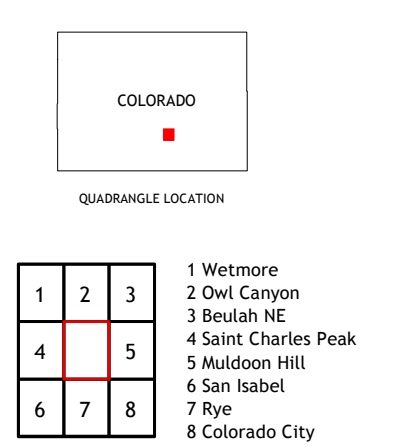 COLORADO
QUADRANGLE LOCATION
1 2 3
4 5
6 7 8
1 Wetmore
2 Owl Canyon
3 Beulah NE
4 Saint Charles Peak
5 Muldoon Hill
6 San Isabel
7 Rye
8 Colorado City